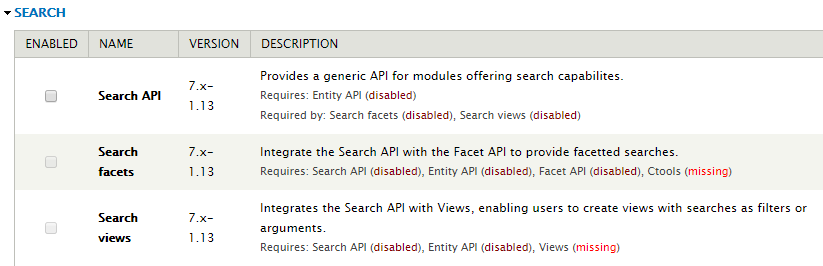 SEARCH
ENABLED NAME VERSION DESCRIPTION
Search API 7.x-1.13 Provides a generic API for modules offering search capabilites.
Requires: Entity API (disabled)
Required by: Search facets (disabled), Search views (disabled)
Search facets 7.x-1.13 Integrate the Search API with the Facet API to provide facetted searches.
Requires: Search API (disabled), Entity API (disabled), Facet API (disabled), Ctools (missing)
Search views 7.x-1.13 Integrates the Search API with Views, enabling users to create views with searches as filters or
arguments.
Requires: Search API (disabled), Entity API (disabled), Views (missing)